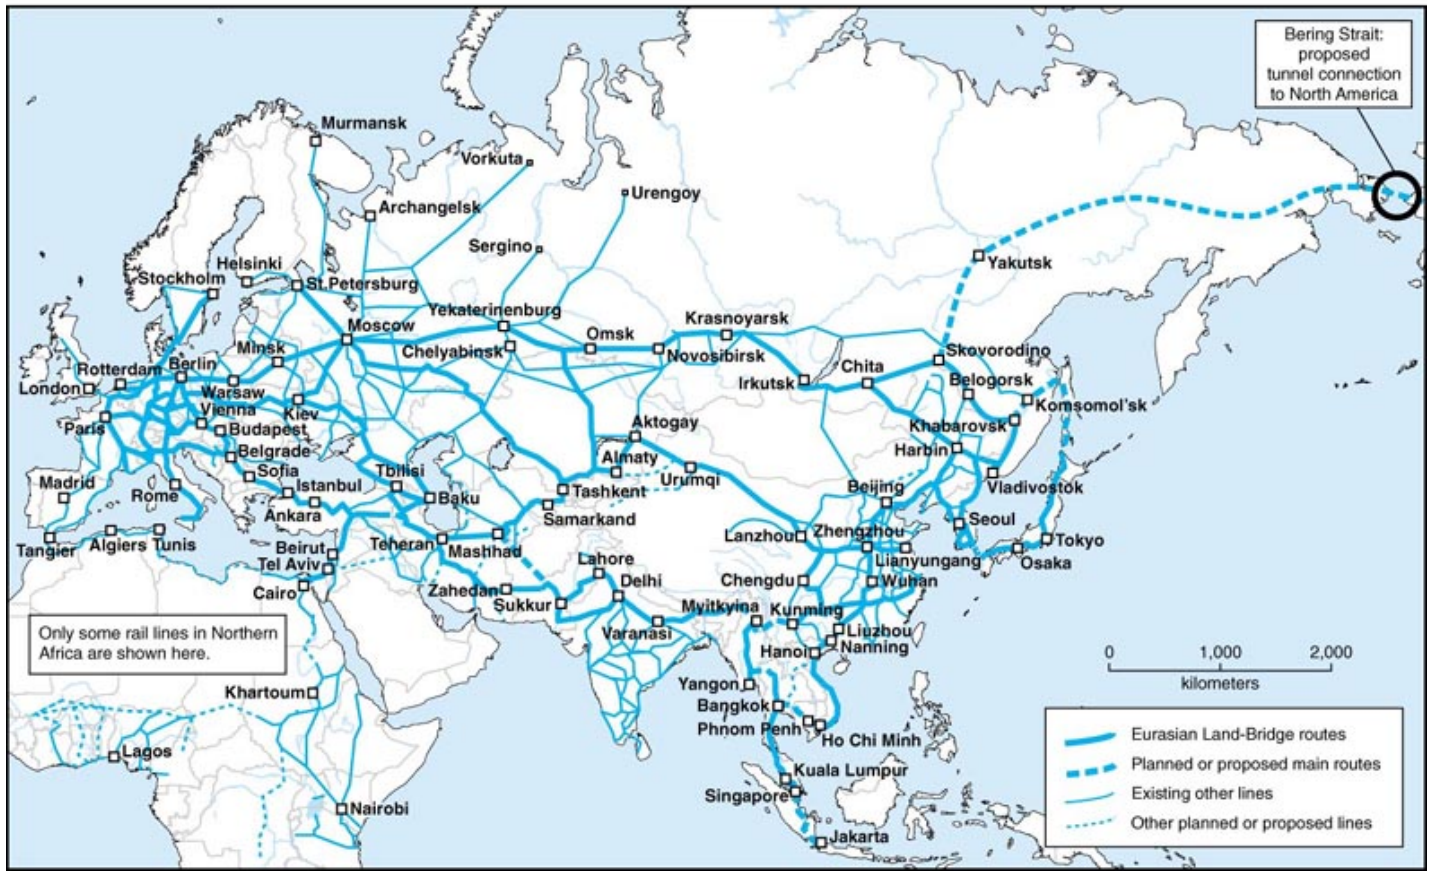 Bering Strait:
proposed
tunnel connection
to North America
Murmansk
Vorkuta
Urengoy
Archangelsk
Sergino
Yakutsk
Helsinki
Stockholm
St.Petersburg
Yekaterinenburg
Krasnoyarsk
Moscow
Omsk
Chelyabinsk
Novosibirsk
Skovorodino
Minsk
Berlin
Rotterdam
Chita
Irkutsk
Belogorsk
London
Warsaw
Komsomol'sk
Vienna
Kiev
Aktogay
Khabarovsk
Paris
Budapest
Harbin
Belgrade
Almaty
Sofia
Tbilisi
Urumqi
Madrid
Istanbul
Beijing
Vladivostok
Rome
Baku
Tashkent
Ankara
Samarkand
Seoul
Lanzhou
Zhengzhou
Tangier
Algiers
Tunis
Beirut
Teheran
Mashhad
Tokyo
Tel Aviv
Lahore
Lianyungang
Osaka
Cairo
Delhi
Chengdu
Wuhan
Zahedan
Sukkur
Myitkyina
Kunming
Only some rail lines in Northern
Africa are shown here.
Varanasi
Liuzhou
Hanoi
Nanning
0 1,000 2,000
kilometers
Khartoum
Yangon
Bangkok
Phnom Penh
Ho Chi Minh
Lagos
Kuala Lumpur
Singapore
Nairobi
Jakarta
Eurasian Land-Bridge routes
Planned or proposed main routes
Existing other lines
Other planned or proposed lines